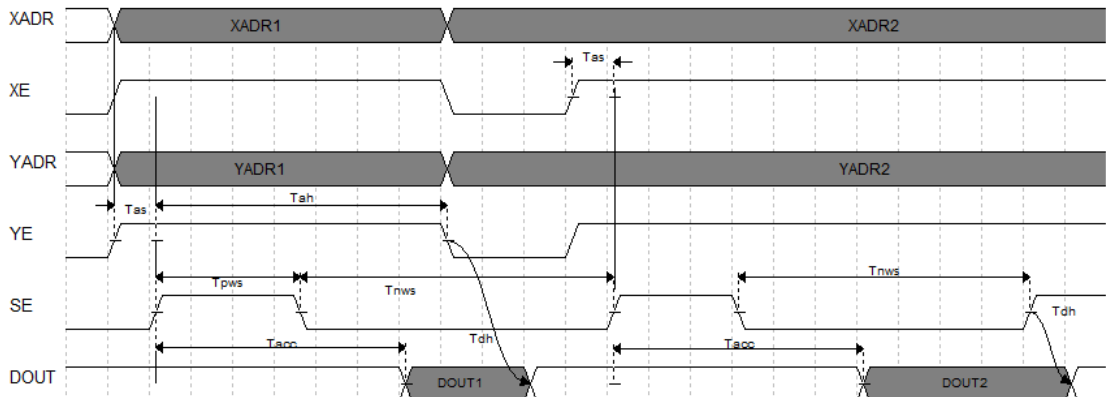 XADR
XADR1
XADR2
Tas
XE
YADR
YADR1
YADR2
Tas
Tah
YE
Tpws
Tnws
Tnws
SE
Tdh
Tdh
Tacc
Tacc
DOUT
DOUT1
DOUT2